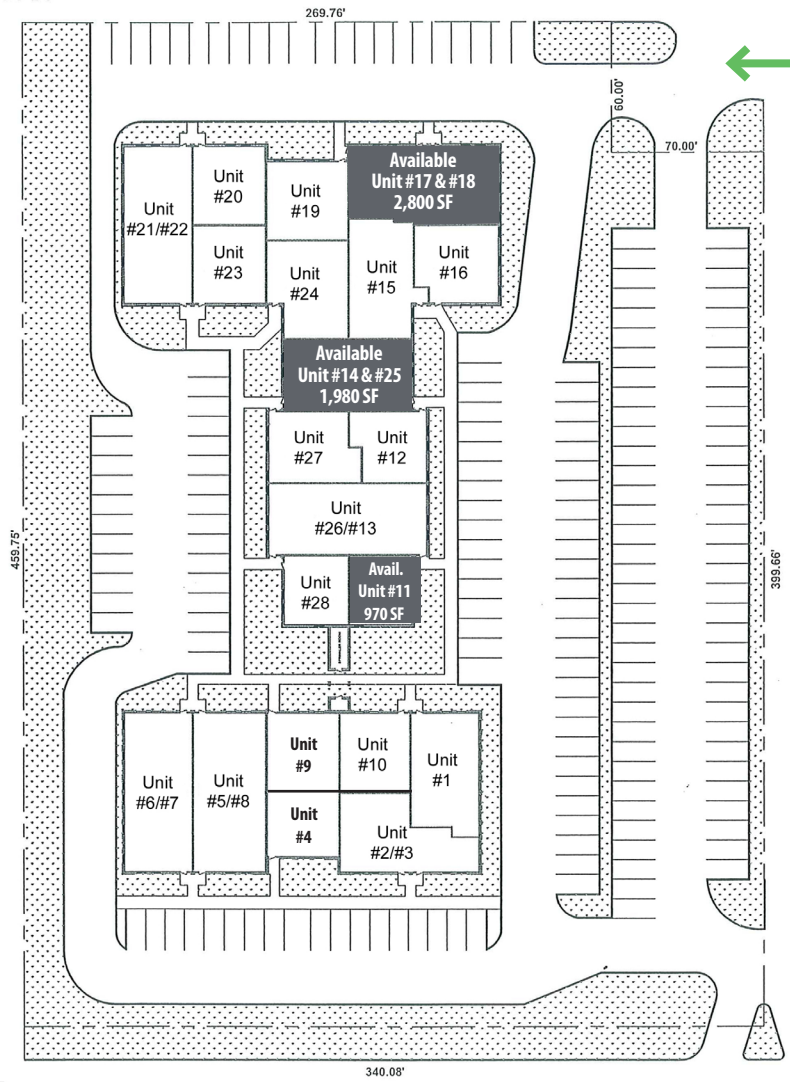 269.76'
60.00'
70.00'
Available
Unit #17 & #18
2,800 SF
Unit
#20
Unit
#19
Unit
#21/#22
Unit
#23
Unit
#24
Unit
#15
Unit
#16
Available
Unit #14 & #25
1,980 SF
Unit
#27
Unit
#12
Unit
#26/#13
459.75'
399.66'
Unit
#28
Avail.
Unit #11
970 SF
Unit
#9
Unit
#10
Unit
#1
Unit
#6/#7
Unit
#5/#8
Unit
#4
Unit
#2/#3
340.08'